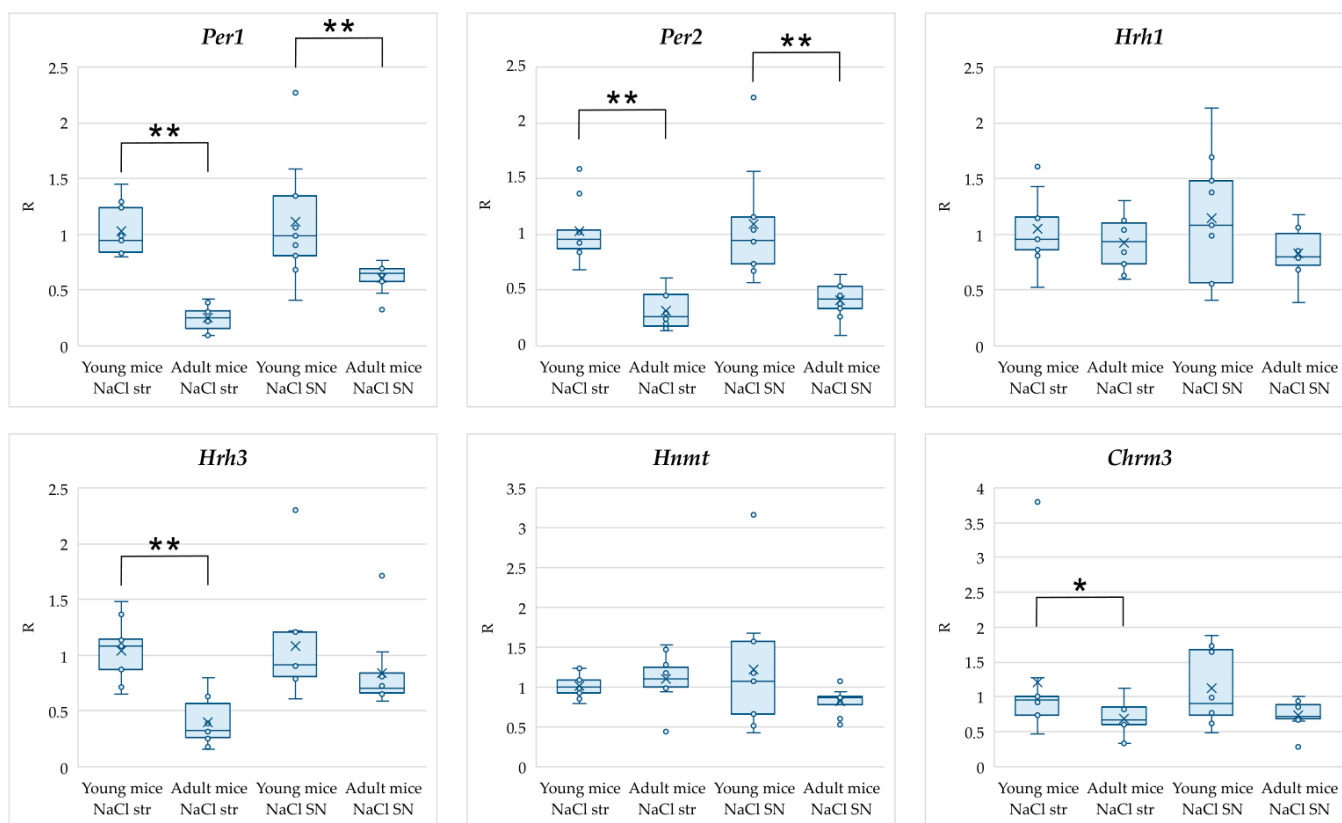 Per1
**
**
2.5
2
1.5
1
0.5
0
R
Young mice NaCl str
Adult mice NaCl str
Young mice NaCl SN
Adult mice NaCl SN
Per2
**
**
2.5
2
1.5
1
0.5
0
R
Young mice NaCl str
Adult mice NaCl str
Young mice NaCl SN
Adult mice NaCl SN
Hrh1
2.5
2
1.5
1
0.5
0
R
Young mice NaCl str
Adult mice NaCl str
Young mice NaCl SN
Adult mice NaCl SN
Hrh3
**
2.5
2
1.5
1
0.5
0
R
Young mice NaCl str
Adult mice NaCl str
Young mice NaCl SN
Adult mice NaCl SN
Hnmt
3.5
3
2.5
2
1.5
1
0.5
0
R
Young mice NaCl str
Adult mice NaCl str
Young mice NaCl SN
Adult mice NaCl SN
Chrm3
*
4
3.5
3
2.5
2
1.5
1
0.5
0
R
Young mice NaCl str
Adult mice NaCl str
Young mice NaCl SN
Adult mice NaCl SN